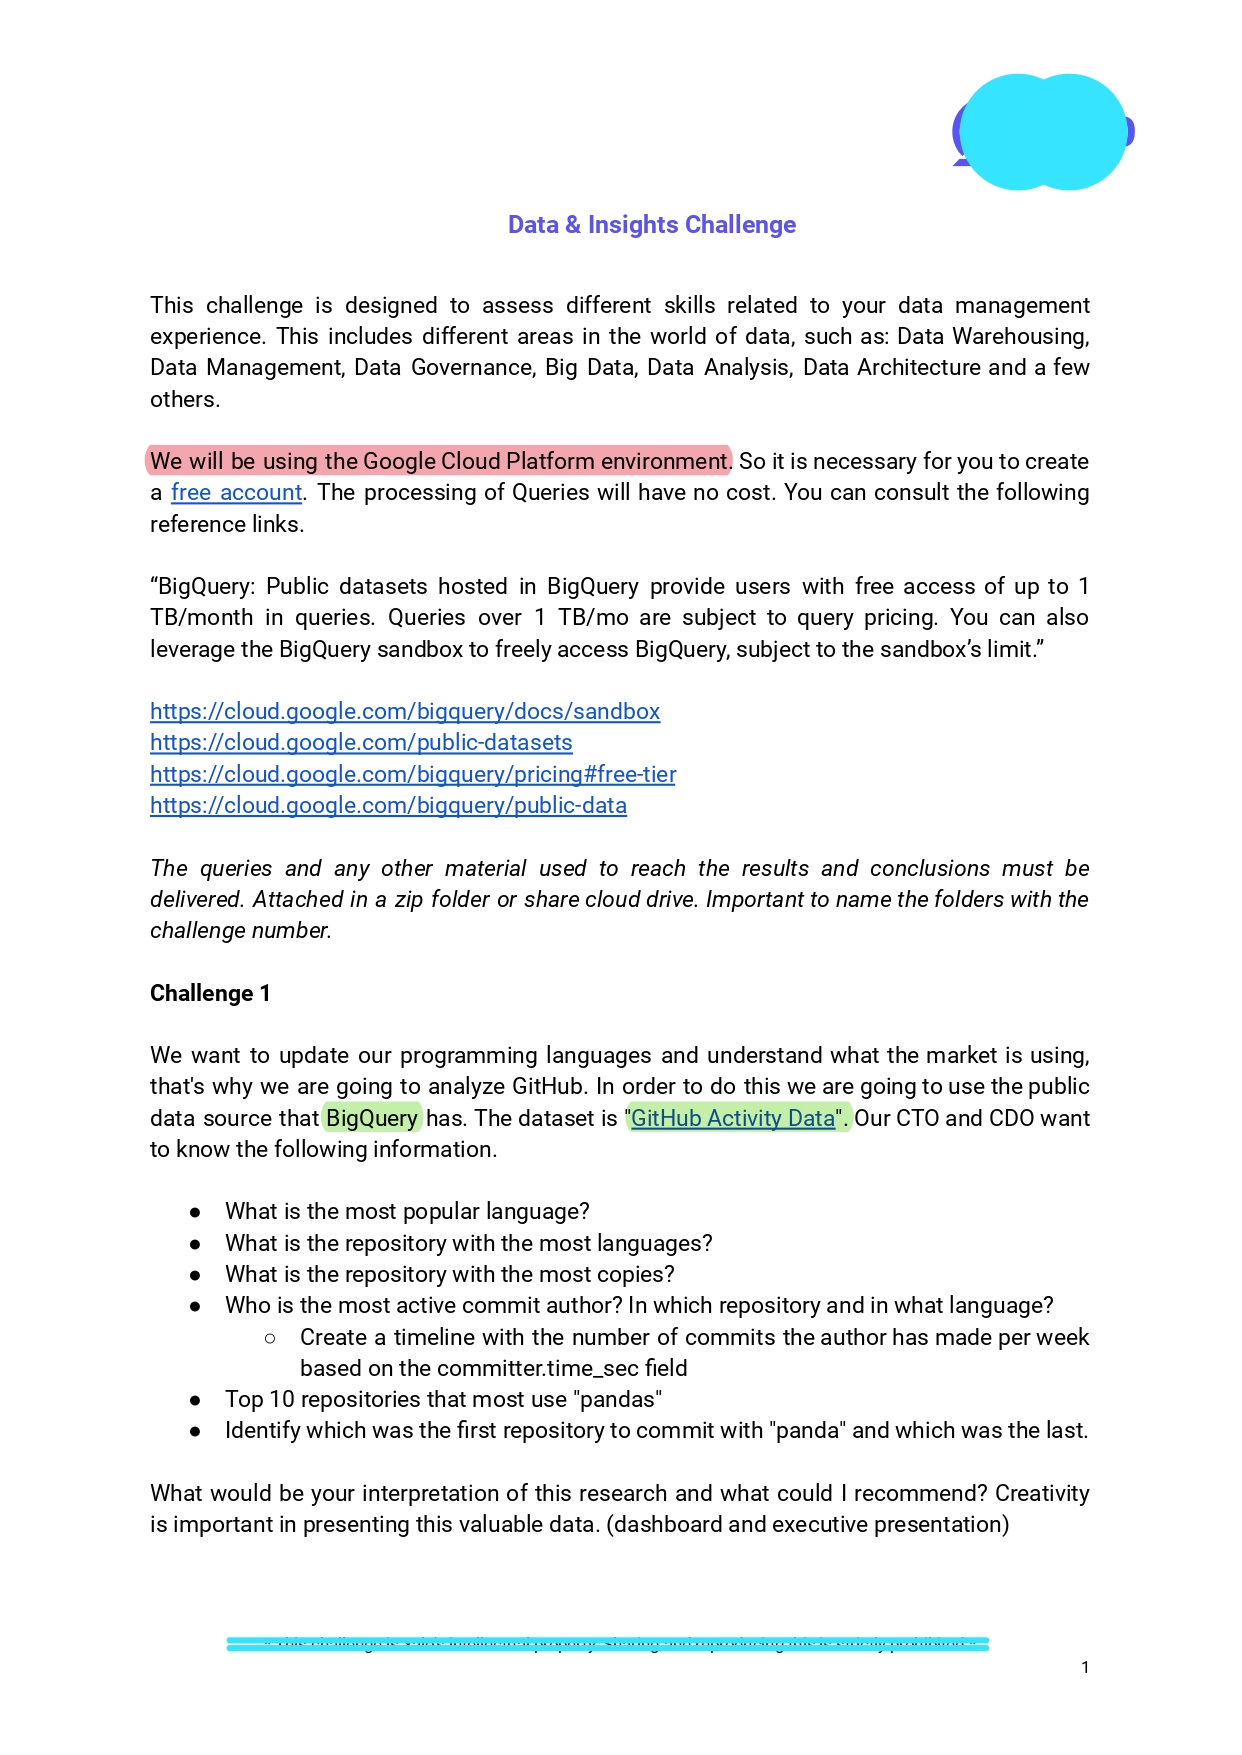 Data & Insights Challenge
This challenge is designed to assess different skills related to your data management
experience. This includes different areas in the world of data, such as: Data Warehousing,
Data Management, Data Governance, Big Data, Data Analysis, Data Architecture and a few
others.
We will be using the Google Cloud Platform environment. So it is necessary for you to create
a free account. The processing of Queries will have no cost. You can consult the following
reference links.
“BigQuery: Public datasets hosted in BigQuery provide users with free access of up to 1
TB/month in queries. Queries over 1 TB/mo are subject to query pricing. You can also
leverage the BigQuery sandbox to freely access BigQuery, subject to the sandbox’s limit.”
https://cloud.google.com/bigquery/docs/sandbox
https://cloud.google.com/public-datasets
https://cloud.google.com/bigquery/pricing#free-tier
https://cloud.google.com/bigquery/public-data
The queries and any other material used to reach the results and conclusions must be
delivered. Attached in a zip folder or share cloud drive. Important to name the folders with the
challenge number.
Challenge 1
We want to update our programming languages and understand what the market is using,
that's why we are going to analyze GitHub. In order to do this we are going to use the public
data source that BigQuery has. The dataset is "GitHub Activity Data". Our CTO and CDO want
to know the following information.
● What is the most popular language?
● What is the repository with the most languages?
● What is the repository with the most copies?
● Who is the most active commit author? In which repository and in what language?
○ Create a timeline with the number of commits the author has made per week
based on the committer.time_sec field
● Top 10 repositories that most use "pandas"
● Identify which was the first repository to commit with "panda" and which was the last.
What would be your interpretation of this research and what could I recommend? Creativity
is important in presenting this valuable data. (dashboard and executive presentation)
1